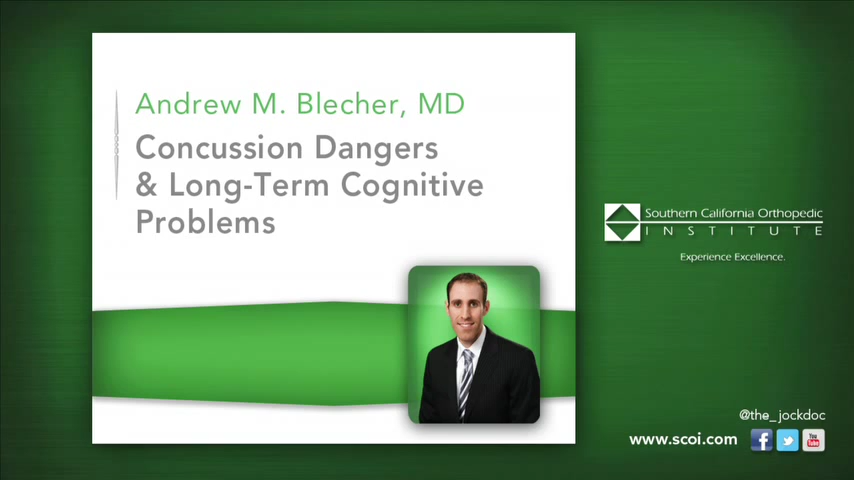 Andrew M. Blecher, MD
Concussion Dangers
& Long-Term Cognitive
Problems
Southern California Orthopedic
INSTITUTE
Experience Excellence.
@the_jockdoc
www.scoi.com
f
You
Tube